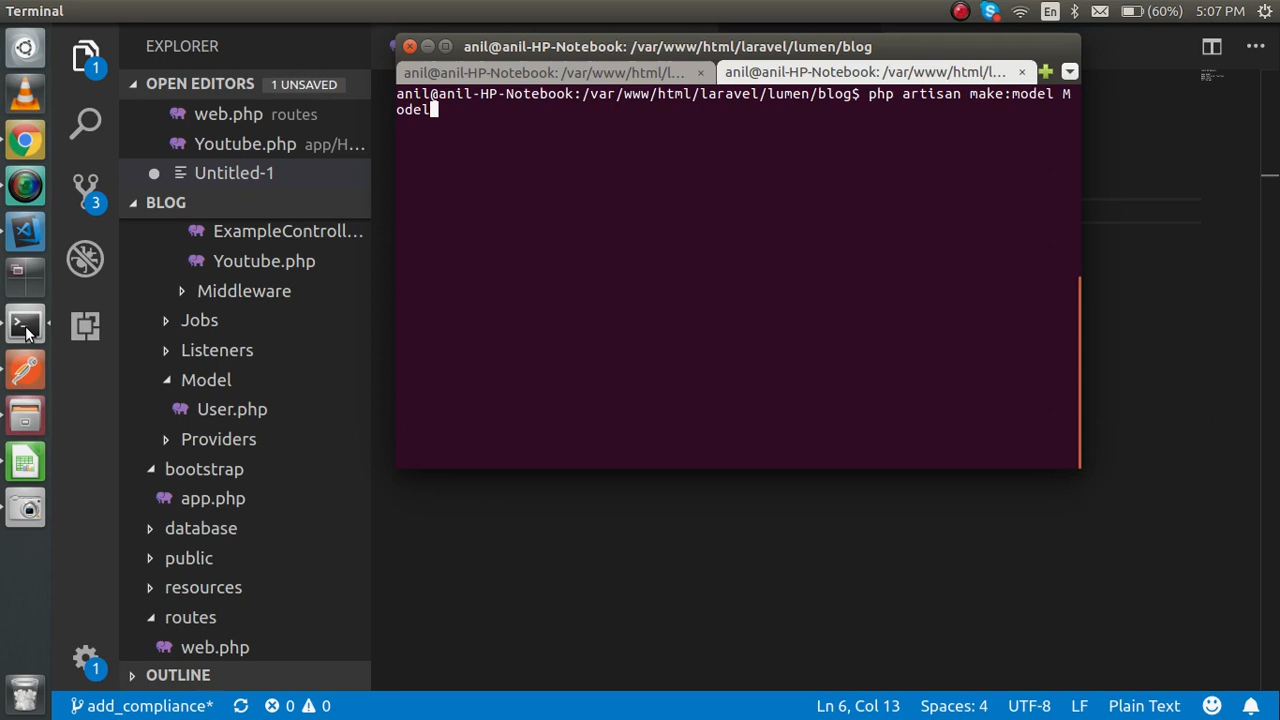 Terminal
En
(60%)
5:07 PM
EXPLORER
OPEN EDITORS
1 UNSAVED
web.php routes
Youtube.php app/H...
Untitled-1
BLOG
ExampleControll...
Youtube.php
Middleware
Jobs
Listeners
Model
User.php
Providers
bootstrap
app.php
database
public
resources
routes
web.php
OUTLINE
1
3
1
anil@anil-HP-Notebook: /var/www/html/laravel/lumen/blog
anil@anil-HP-Notebook: /var/www/html/l... ×
anil@anil-HP-Notebook: /var/www/html/l... ×
anil@anil-HP-Notebook:/var/www/html/laravel/lumen/blog$ php artisan make:model M
odel
add_compliance*
0
0
Ln 6, Col 13
Spaces: 4
UTF-8
LF
Plain Text